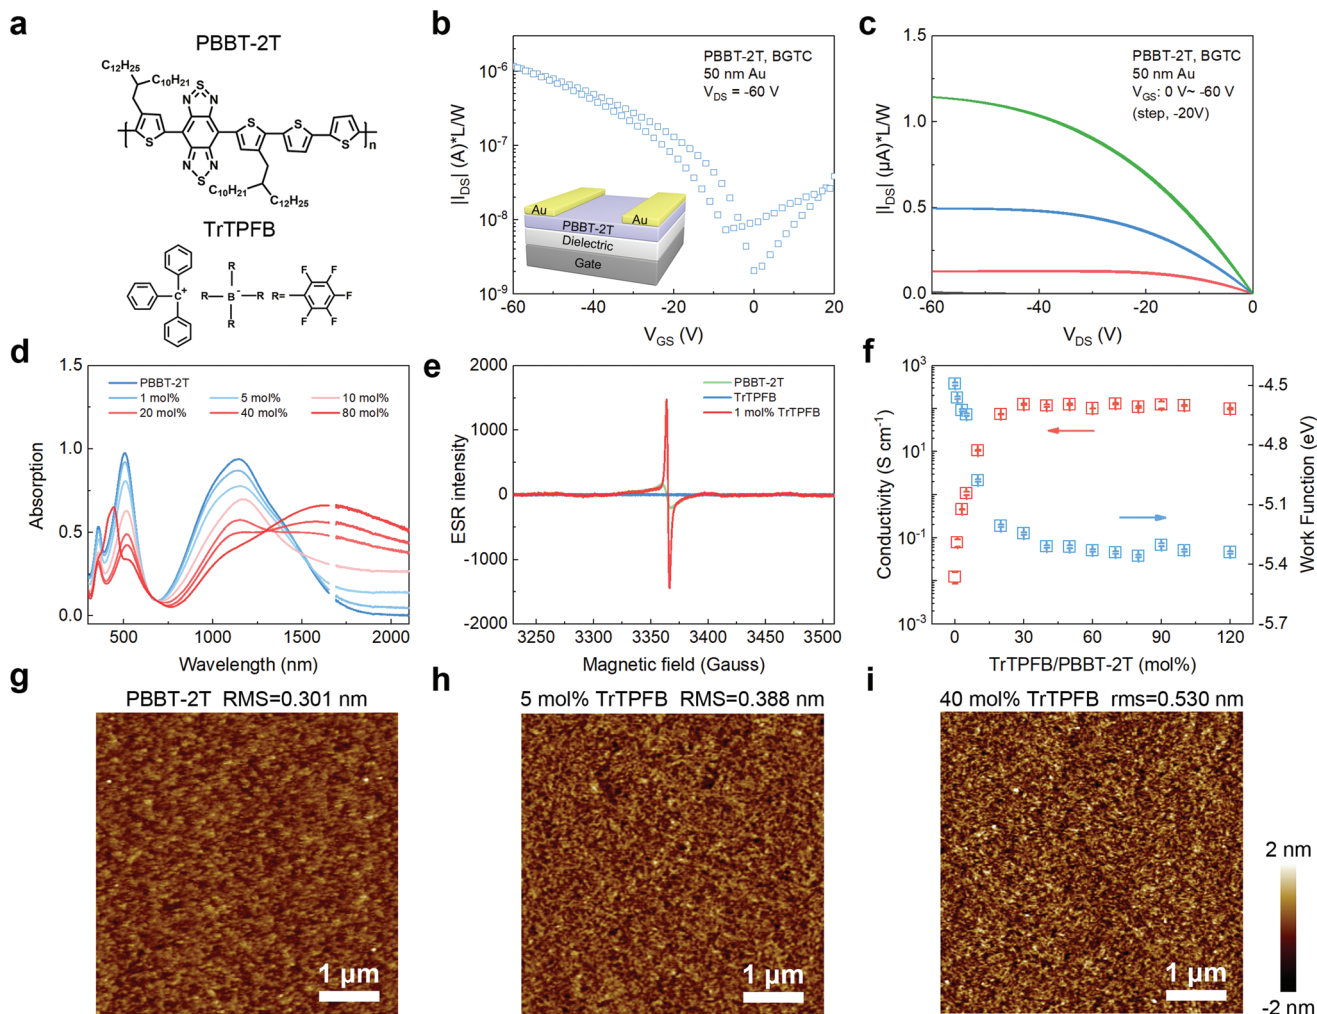 a
PBBT-2T
C12H25
C10H21
S
N N
N N
S
S
S
S
S
n
C10H21
C12H25
TrTPFB
C+
R
R B- R
R
R=
F
F F
F F
b
PBBT-2T, BGTC
50 nm Au
VDS = -60 V
|IDS| (A)*L/W
10-6
10-7
10-8
10-9
Au
Au
PBBT-2T
Dielectric
Gate
-60 -40 -20 0 20
VGS (V)
c
PBBT-2T, BGTC
50 nm Au
VGS: 0 V~ -60 V
(step, -20V)
|IDS| (μA)*L/W
1.5
1.0
0.5
0.0
-60 -40 -20 0
VDS (V)
d
Absorption
1.5
1.0
0.5
0.0
PBBT-2T
1 mol% 5 mol% 10 mol%
20 mol% 40 mol% 80 mol%
500 1000 1500 2000
Wavelength (nm)
e
ESR intensity
2000
1000
0
-1000
-2000
PBBT-2T
TrTPFB
1 mol% TrTPFB
3250 3300 3350 3400 3450 3500
Magnetic field (Gauss)
f
Conductivity (S cm-1)
103
101
10-1
10-3
-4.5
-4.8
-5.1
-5.4
-5.7
Work Function (eV)
0 30 60 90 120
TrTPFB/PBBT-2T (mol%)
g
PBBT-2T RMS=0.301 nm
1 μm
h
5 mol% TrTPFB RMS=0.388 nm
1 μm
i
40 mol% TrTPFB rms=0.530 nm
1 μm
2 nm
-2 nm